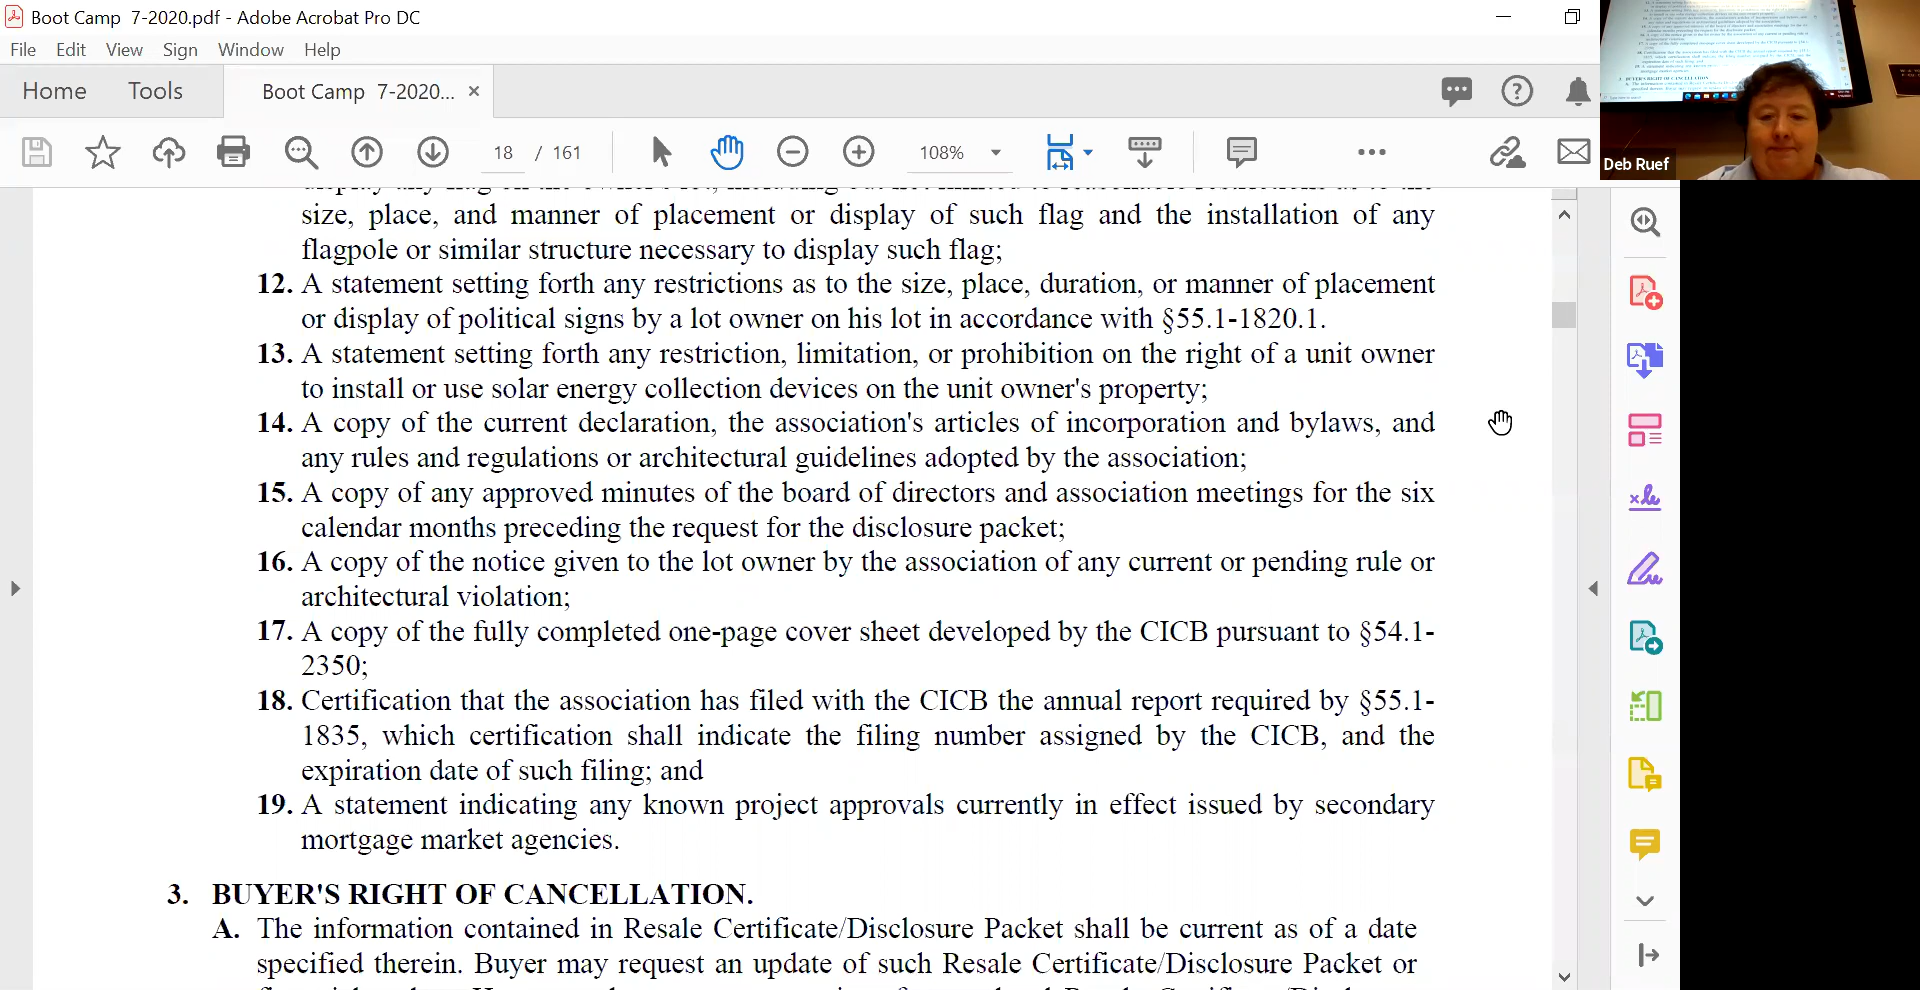 Boot Camp 7-2020.pdf - Adobe Acrobat Pro DC
File Edit View Sign Window Help
Home Tools Boot Camp 7-2020... ×
18 / 161 108%
Deb Ruef
size, place, and manner of placement or display of such flag and the installation of any
flagpole or similar structure necessary to display such flag;
12. A statement setting forth any restrictions as to the size, place, duration, or manner of placement
or display of political signs by a lot owner on his lot in accordance with §55.1-1820.1.
13. A statement setting forth any restriction, limitation, or prohibition on the right of a unit owner
to install or use solar energy collection devices on the unit owner's property;
14. A copy of the current declaration, the association's articles of incorporation and bylaws, and
any rules and regulations or architectural guidelines adopted by the association;
15. A copy of any approved minutes of the board of directors and association meetings for the six
calendar months preceding the request for the disclosure packet;
16. A copy of the notice given to the lot owner by the association of any current or pending rule or
architectural violation;
17. A copy of the fully completed one-page cover sheet developed by the CICB pursuant to §54.1-
2350;
18. Certification that the association has filed with the CICB the annual report required by §55.1-
1835, which certification shall indicate the filing number assigned by the CICB, and the
expiration date of such filing; and
19. A statement indicating any known project approvals currently in effect issued by secondary
mortgage market agencies.
3. BUYER'S RIGHT OF CANCELLATION.
A. The information contained in Resale Certificate/Disclosure Packet shall be current as of a date
specified therein. Buyer may request an update of such Resale Certificate/Disclosure Packet or